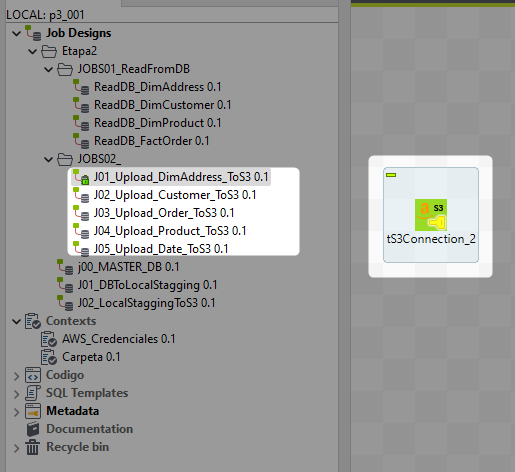 LOCAL: p3_001
Job Designs
Etapa2
JOBS01_ReadFromDB
ReadDB_DimAddress 0.1
ReadDB_DimCustomer 0.1
ReadDB_DimProduct 0.1
ReadDB_FactOrder 0.1
JOBS02_
J01_Upload_DimAddress_ToS3 0.1
J02_Upload_Customer_ToS3 0.1
J03_Upload_Order_ToS3 0.1
J04_Upload_Product_ToS3 0.1
J05_Upload_Date_ToS3 0.1
j00_MASTER_DB 0.1
J01_DBToLocalStagging 0.1
J02_LocalStaggingToS3 0.1
Contexts
AWS_Credenciales 0.1
Carpeta 0.1
Codigo
SQL Templates
Metadata
Documentation
Recycle bin
a S3
tS3Connection_2